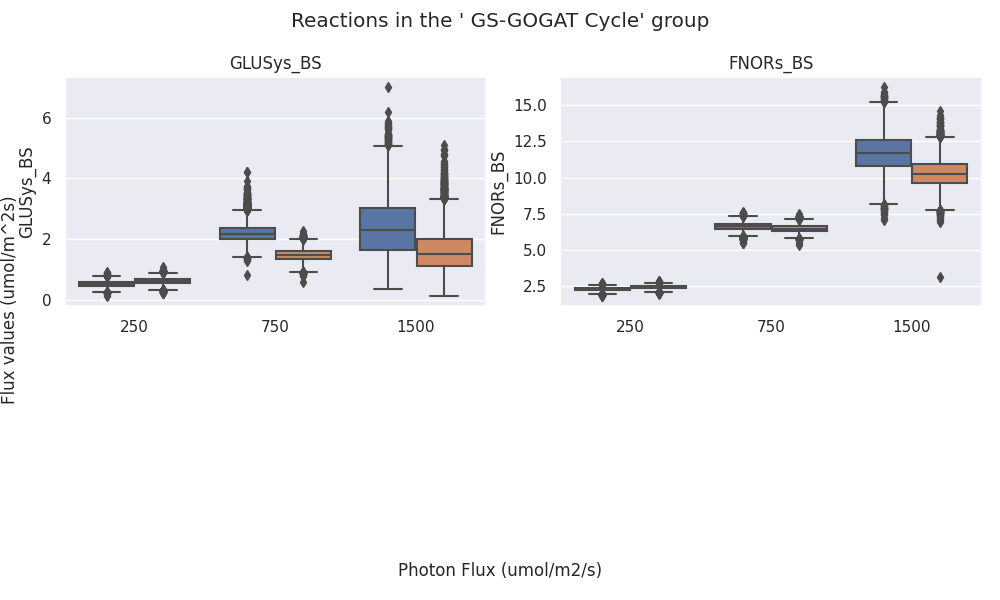 Reactions in the ' GS-GOGAT Cycle' group
GLUSys_BS
FNORs_BS
Flux values (umol/m^2s)
GLUSys_BS
6
4
2
0
250
750
1500
FNORs_BS
15.0
12.5
10.0
7.5
5.0
2.5
250
750
1500
Photon Flux (umol/m2/s)